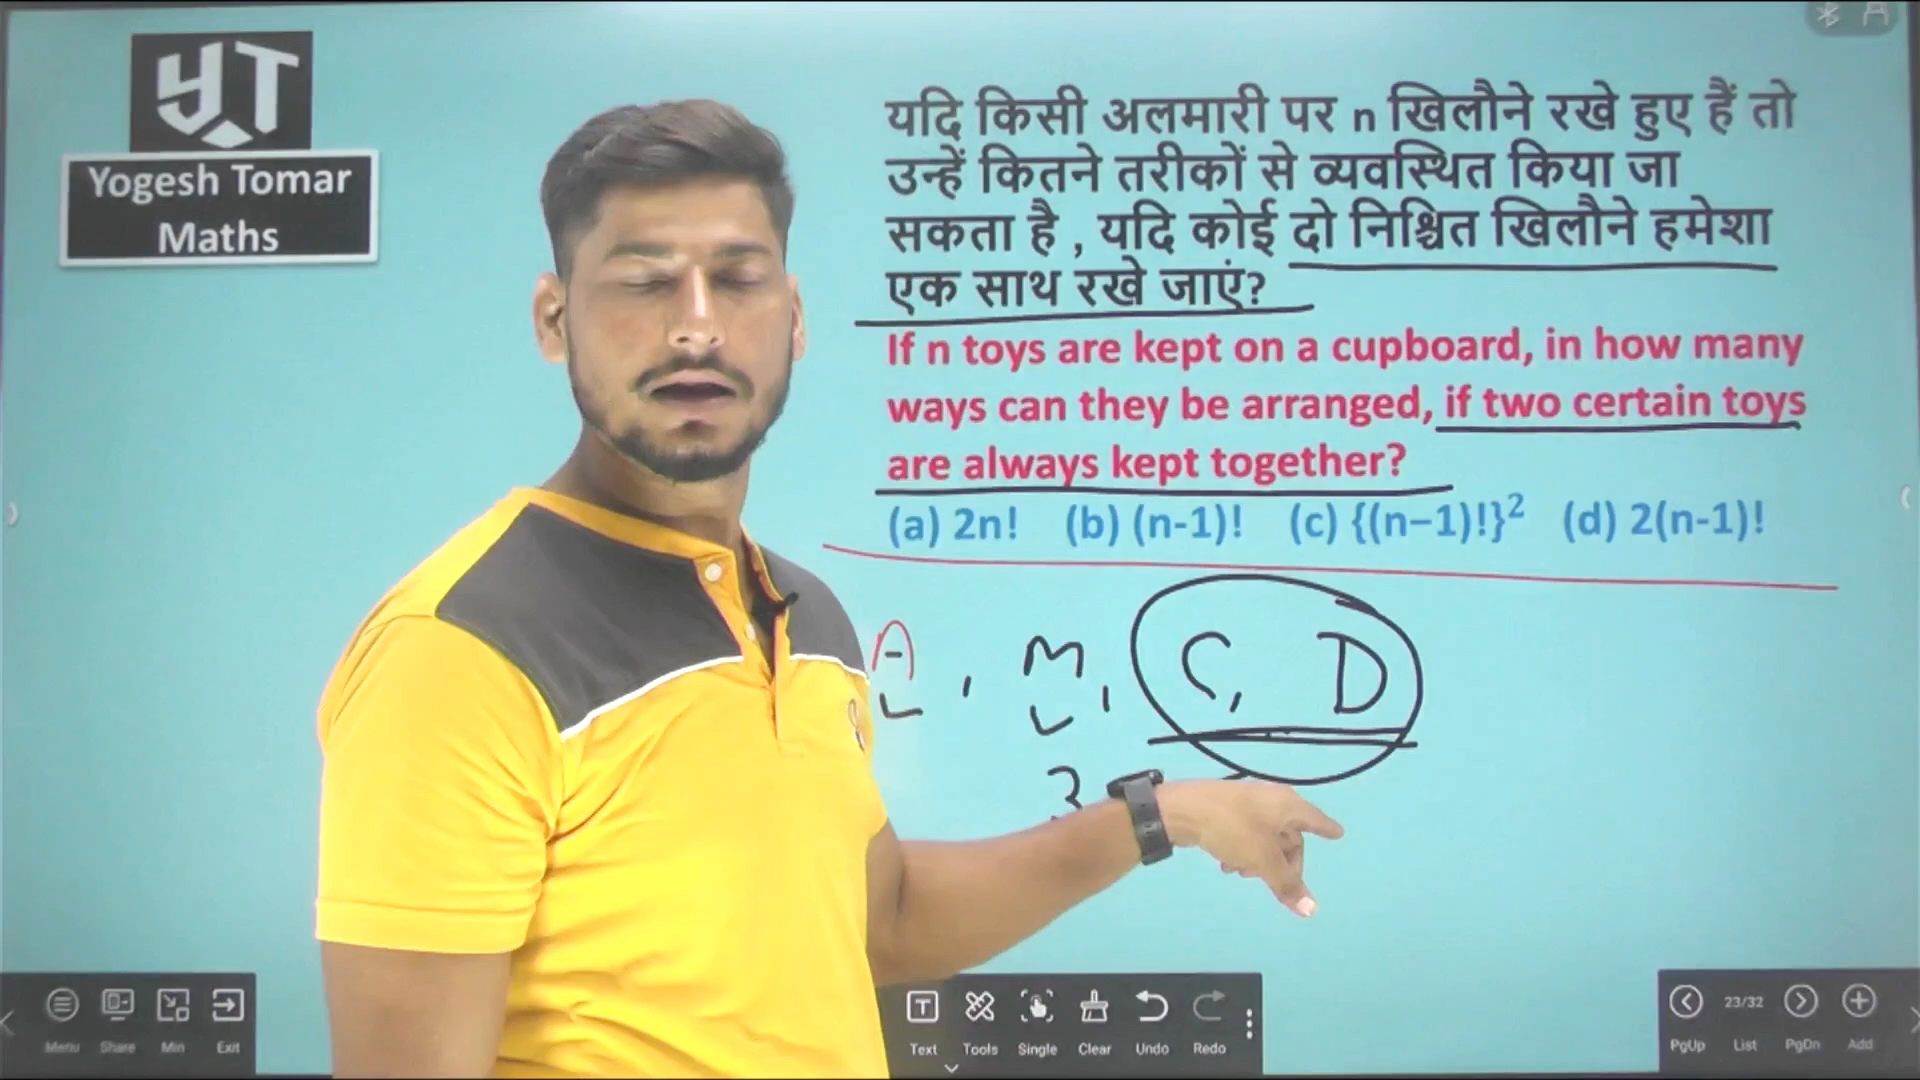 YT
Yogesh Tomar
Maths
यदि किसी अलमारी पर n खिलौने रखे हुए हैं तो
उन्हें कितने तरीकों से व्यवस्थित किया जा
सकता है , यदि कोई दो निश्चित खिलौने हमेशा
एक साथ रखे जाएं?
If n toys are kept on a cupboard, in how many
ways can they be arranged, if two certain toys
are always kept together?
(a) 2n! (b) (n-1)! (c) {(n–1)!}² (d) 2(n-1)!
A , M , C, D
3
Menu Share Min Exit
Text Tools Single Clear Undo Redo
23/32
PgUp List PgDn Add